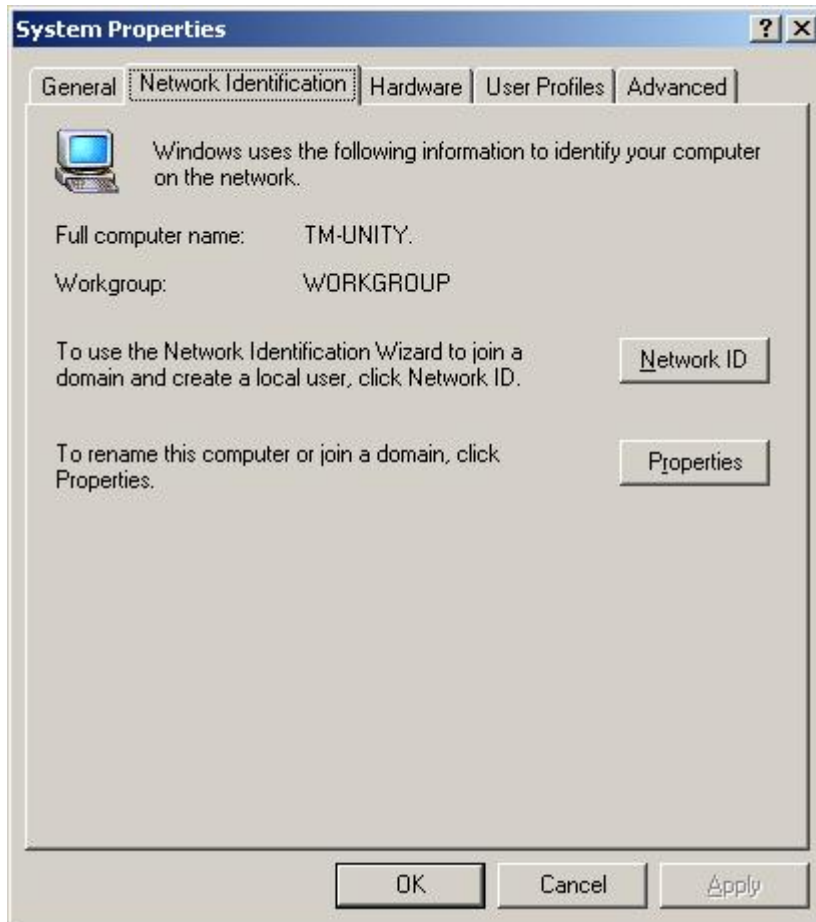 System Properties
General Network Identification Hardware User Profiles Advanced
Windows uses the following information to identify your computer
on the network.
Full computer name: TM-UNITY.
Workgroup: WORKGROUP
To use the Network Identification Wizard to join a
domain and create a local user, click Network ID.
Network ID
To rename this computer or join a domain, click
Properties.
Properties
OK Cancel Apply